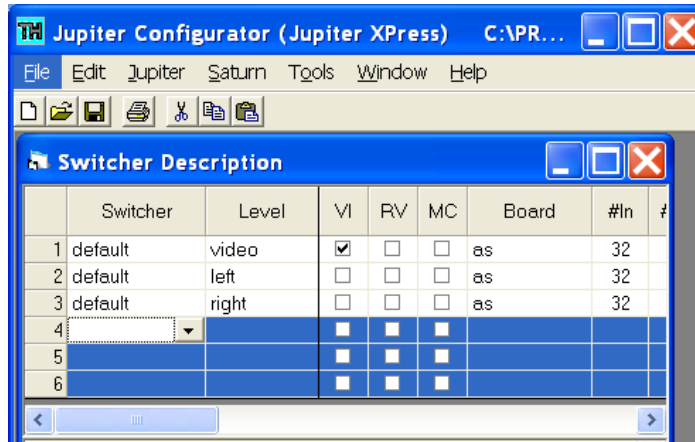 TH Jupiter Configurator (Jupiter XPress) C:\PR...
File Edit Jupiter Saturn Tools Window Help
Switcher Description
Switcher Level VI RV MC Board #In #
1 default video as 32
2 default left as 32
3 default right as 32
4
5
6